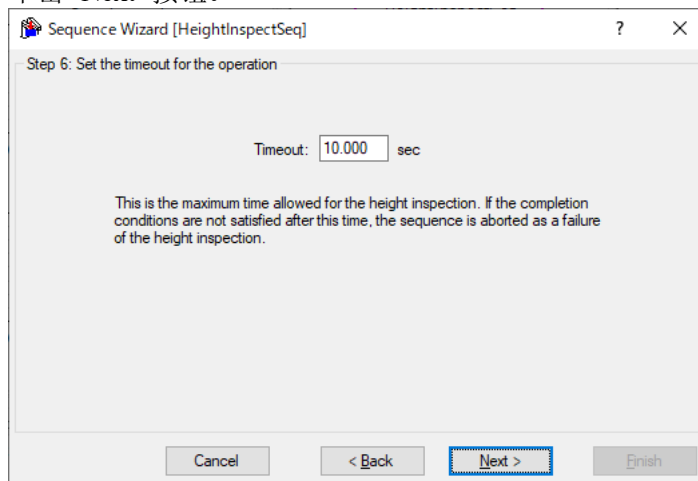 Sequence Wizard [HeightInspectSeq] ?
Step 6: Set the timeout for the operation
Timeout: 10.000 sec
This is the maximum time allowed for the height inspection. If the completion
conditions are not satisfied after this time, the sequence is aborted as a failure
of the height inspection.
Cancel < Back Next > Finish